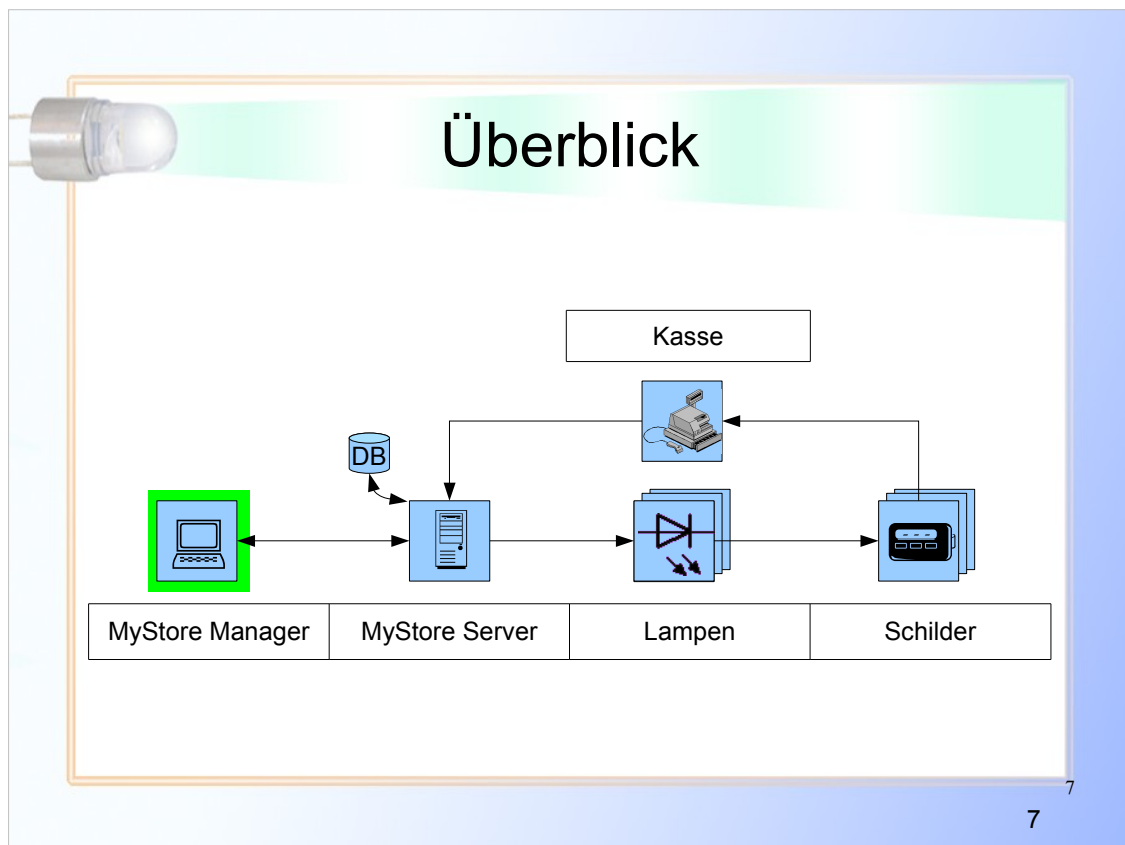 Überblick
Kasse
DB
MyStore Manager
MyStore Server
Lampen
Schilder
7
7